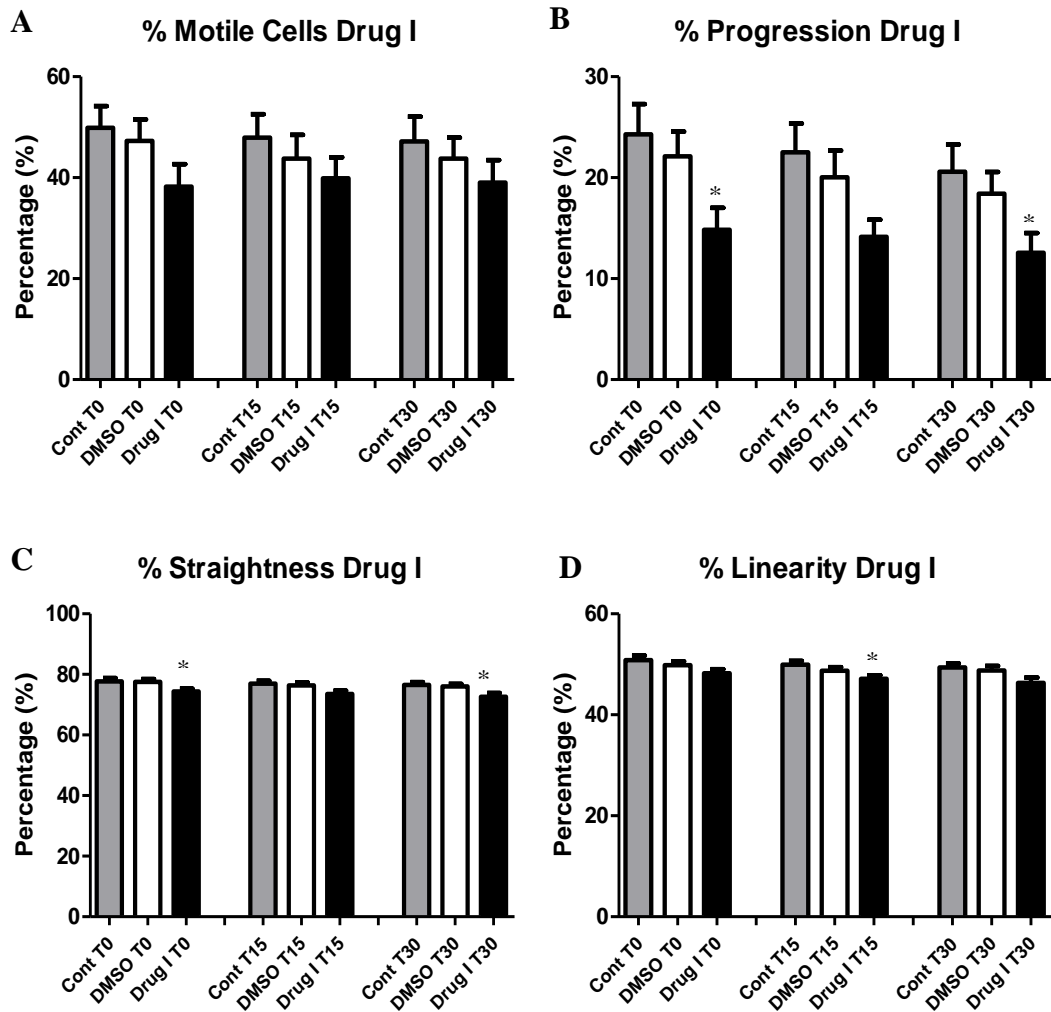 A
% Motile Cells Drug I
Percentage (%)
60
40
20
0
Cont T0
DMSO T0
Drug I T0
Cont T15
DMSO T15
Drug I T15
Cont T30
DMSO T30
Drug I T30
B
% Progression Drug I
Percentage (%)
30
20
10
0
*
*
Cont T0
DMSO T0
Drug I T0
Cont T15
DMSO T15
Drug I T15
Cont T30
DMSO T30
Drug I T30
C
% Straightness Drug I
Percentage (%)
100
80
60
40
20
0
*
*
Cont T0
DMSO T0
Drug I T0
Cont T15
DMSO T15
Drug I T15
Cont T30
DMSO T30
Drug I T30
D
% Linearity Drug I
Percentage (%)
60
40
20
0
*
Cont T0
DMSO T0
Drug I T0
Cont T15
DMSO T15
Drug I T15
Cont T30
DMSO T30
Drug I T30